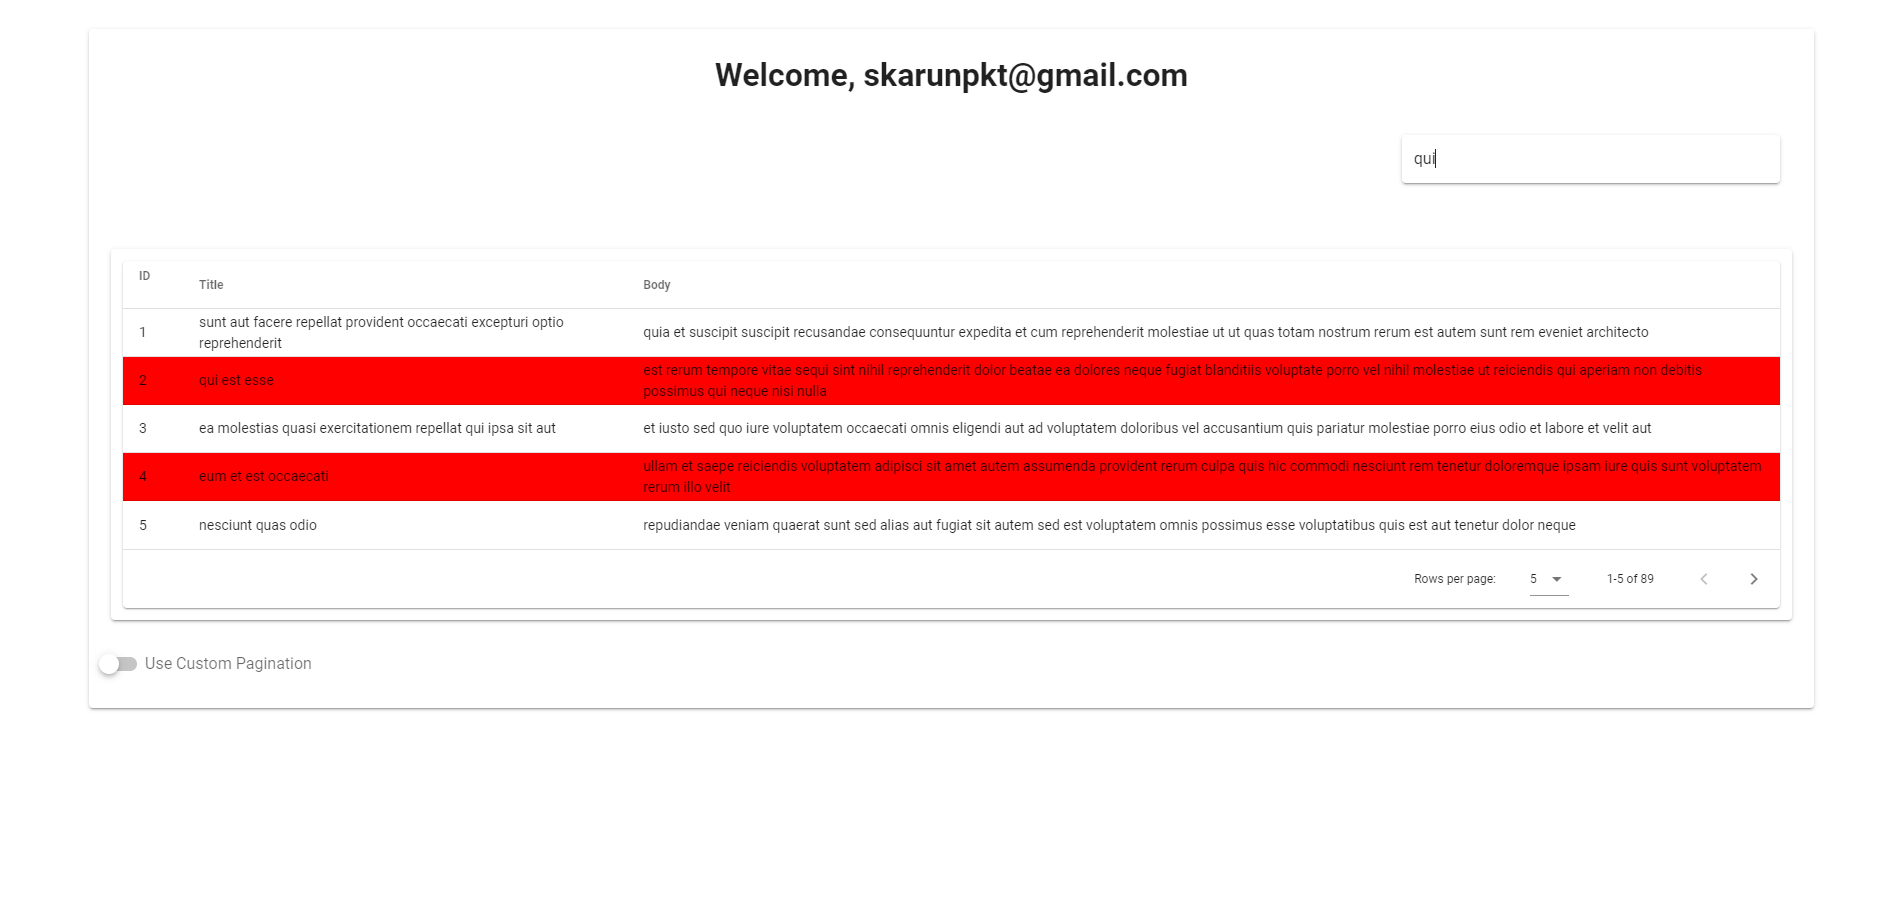 Welcome, skarunpkt@gmail.com
qui
ID Title Body
1 sunt aut facere repellat provident occaecati excepturi optio
reprehenderit
quia et suscipit suscipit recusandae consequuntur expedita et cum reprehenderit molestiae ut ut quas totam nostrum rerum est autem sunt rem eveniet architecto
2 qui est esse
est rerum tempore vitae sequi sint nihil reprehenderit dolor beatae ea dolores neque fugiat blanditiis voluptate porro vel nihil molestiae ut reiciendis qui aperiam non debitis
possimus qui neque nisi nulla
3 ea molestias quasi exercitationem repellat qui ipsa sit aut
et iusto sed quo iure voluptatem occaecati omnis eligendi aut ad voluptatem doloribus vel accusantium quis pariatur molestiae porro eius odio et labore et velit aut
4 eum et est occaecati
ullam et saepe reiciendis voluptatem adipisci sit amet autem assumenda provident rerum culpa quis hic commodi nesciunt rem tenetur doloremque ipsam iure quis sunt voluptatem
rerum illo velit
5 nesciunt quas odio
repudiandae veniam quaerat sunt sed alias aut fugiat sit autem sed est voluptatem omnis possimus esse voluptatibus quis est aut tenetur dolor neque
Rows per page: 5 1-5 of 89
Use Custom Pagination